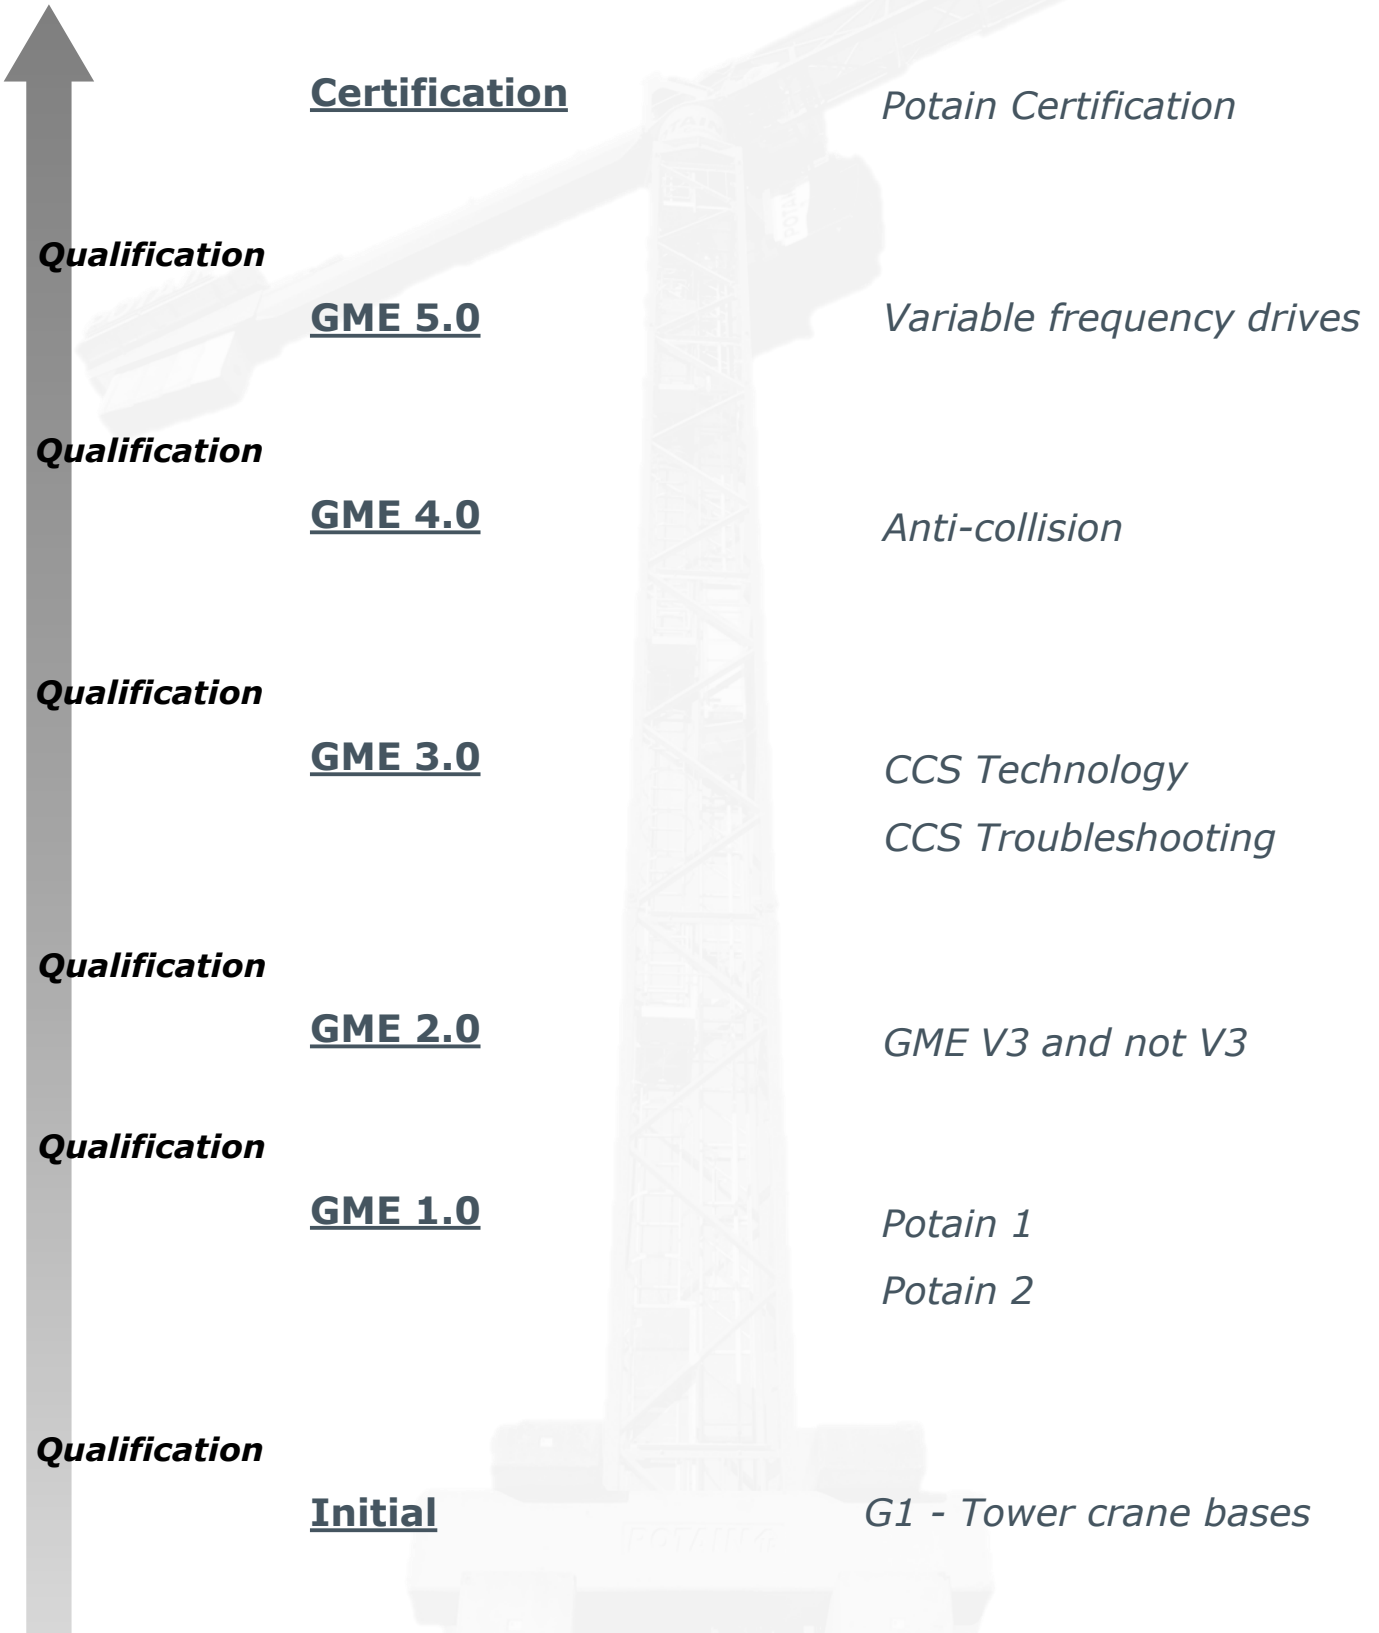 Certification
Potain Certification
Qualification
GME 5.0
Variable frequency drives
Qualification
GME 4.0
Anti-collision
Qualification
GME 3.0
CCS Technology
CCS Troubleshooting
Qualification
GME 2.0
GME V3 and not V3
Qualification
GME 1.0
Potain 1
Potain 2
Qualification
Initial
G1 - Tower crane bases
POTAIN